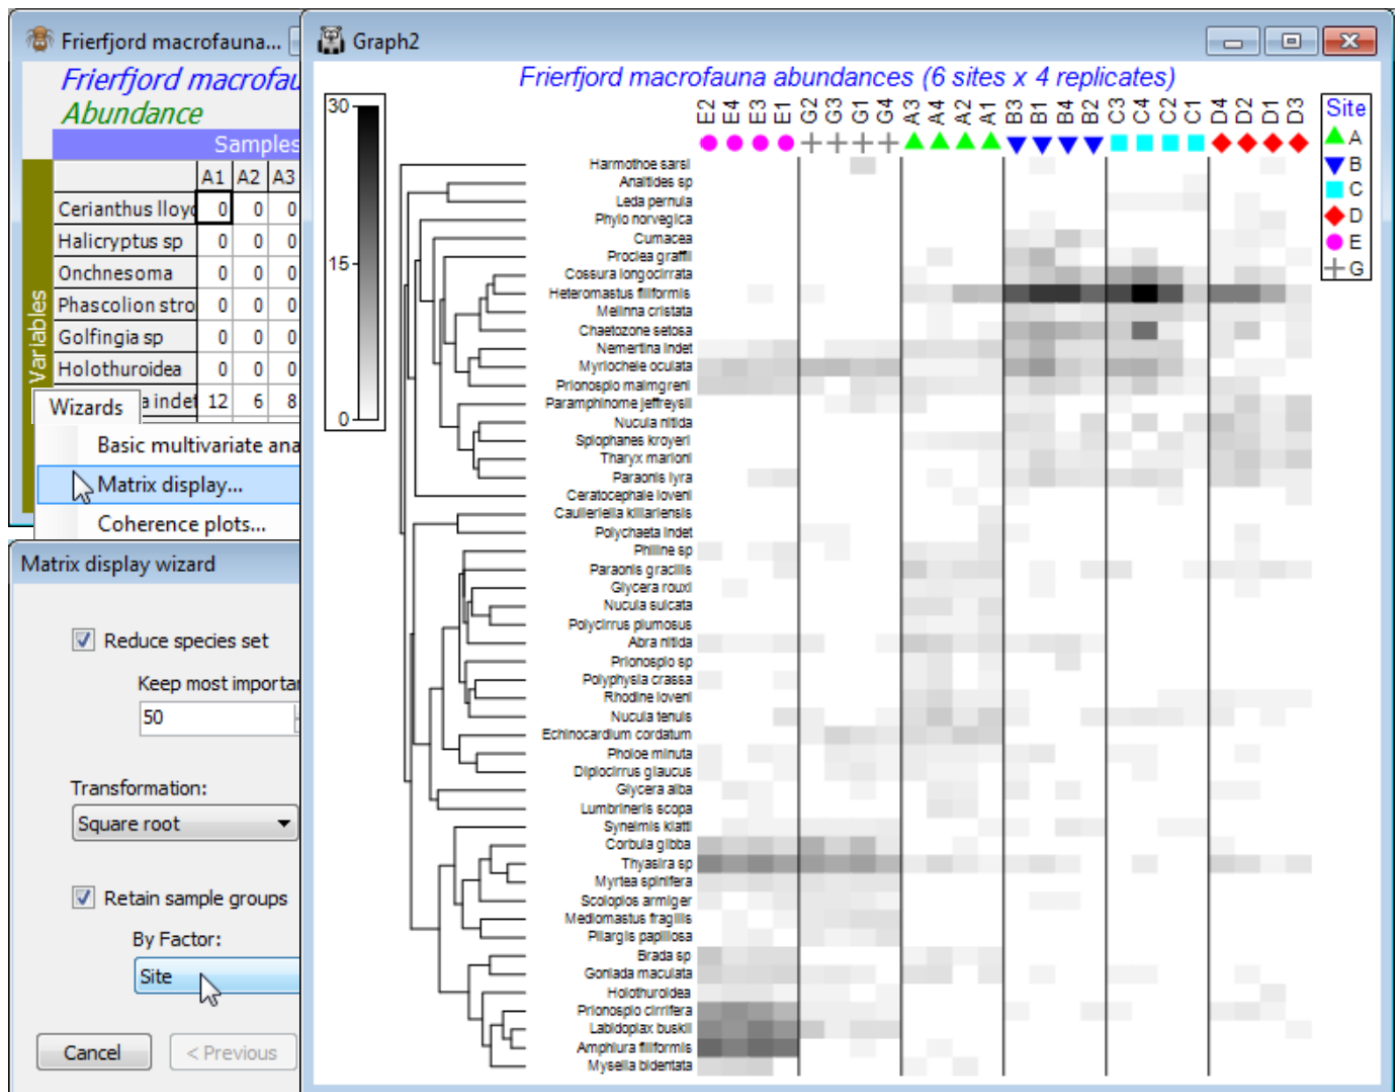 Frierfjord macrofauna...
Frierfjord macrofau
Abundance
Samples
A1 A2 A3
Variables
Cerianthus lloyd 0 0 0
Halicryptus sp 0 0 0
Onchnesoma 0 0 0
Phascolion stro 0 0 0
Golfingia sp 0 0 0
Holothuroidea 0 0 0
a indet 12 6 8
Wizards
Basic multivariate ana
Matrix display...
Coherence plots...
Matrix display wizard
Reduce species set
Keep most importan
50
Transformation:
Square root
Retain sample groups
By Factor:
Site
Cancel
< Previous
Graph2
Frierfjord macrofauna abundances (6 sites x 4 replicates)
30
15
0
E2 E4 E3 E1 G2 G3 G1 G4 A3 A4 A2 A1 B3 B1 B4 B2 C3 C4 C2 C1 D4 D2 D1 D3
Site
A
B
C
D
E
G
Harmothoe sarsi
Anaitides sp
Leda pernula
Phylo norvegica
Cumacea
Proclea graffii
Cossura longocirrata
Heteromastus filiformis
Melinna cristata
Chaetozone setosa
Nemertina indet
Myriochele oculata
Prionospio malmgreni
Paramphinome jeffreysii
Nucula nitida
Spiophanes kroyeri
Tharyx marioni
Paraonis lyra
Ceratocephale loveni
Caulleriella killariensis
Polychaeta indet
Philine sp
Paraonis gracilis
Glycera rouxi
Nucula sulcata
Polycirrus plumosus
Abra nitida
Prionospio sp
Polyphysia crassa
Rhodine loveni
Nucula tenuis
Echinocardium cordatum
Pholoe minuta
Diplocirrus glaucus
Glycera alba
Lumbrineris scopa
Synelmis klatti
Corbula gibba
Thyasira sp
Myrtea spinifera
Scoloplos armiger
Mediomastus fragilis
Pilargis papillosa
Brada sp
Goniada maculata
Holothuroidea
Prionospio cirrifera
Labidoplax buskii
Amphiura filiformis
Mysella bidentata